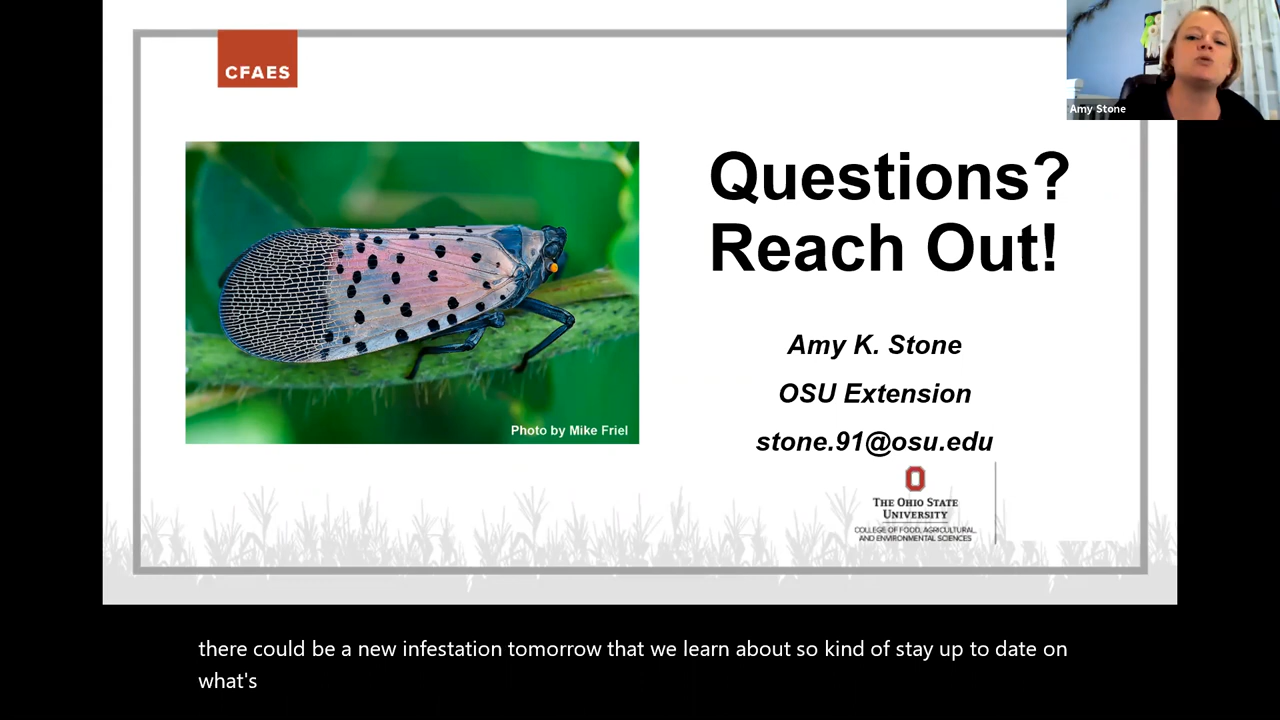 CFAES
Amy Stone
Questions?
Reach Out!
Amy K. Stone
OSU Extension
stone.91@osu.edu
Photo by Mike Friel
THE OHIO STATE
UNIVERSITY
COLLEGE OF FOOD, AGRICULTURAL,
AND ENVIRONMENTAL SCIENCES
there could be a new infestation tomorrow that we learn about so kind of stay up to date on
what's